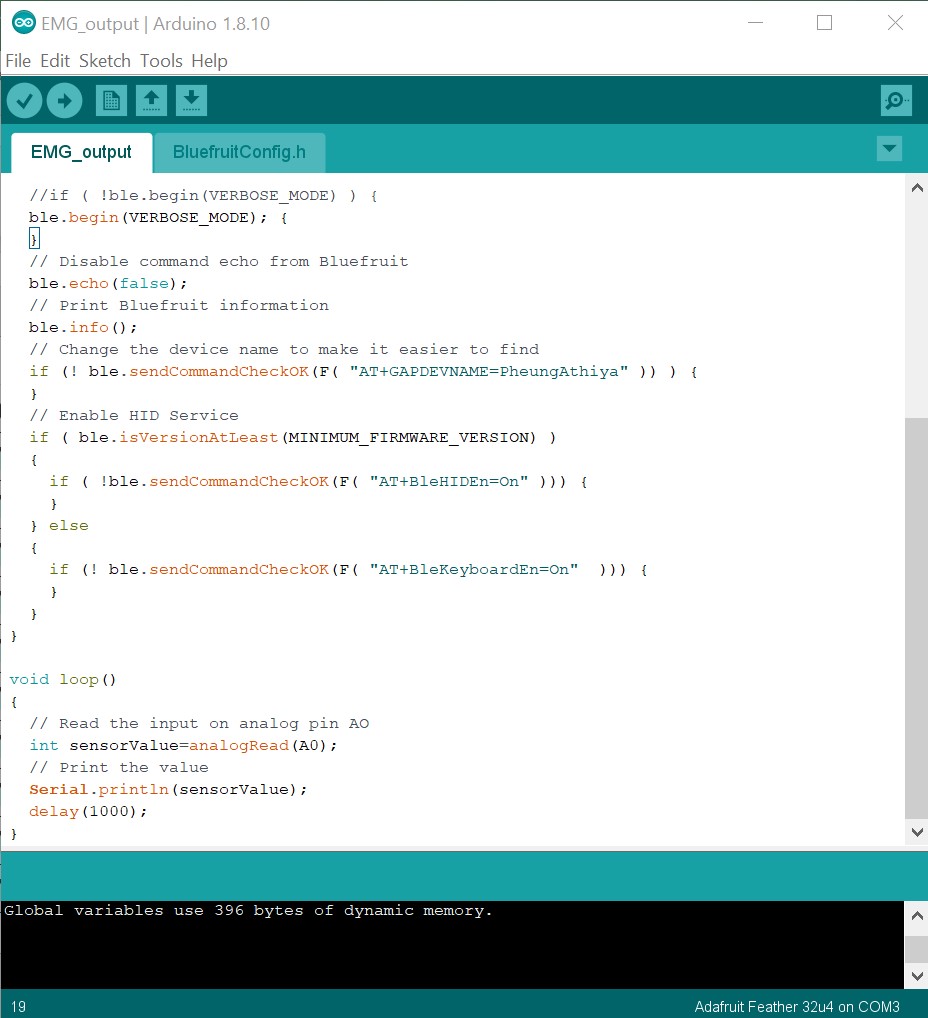 EMG_output | Arduino 1.8.10
File Edit Sketch Tools Help
EMG_output BluefruitConfig.h
//if ( !ble.begin(VERBOSE_MODE) ) {
ble.begin(VERBOSE_MODE); {
}
// Disable command echo from Bluefruit
ble.echo(false);
// Print Bluefruit information
ble.info();
// Change the device name to make it easier to find
if (! ble.sendCommandCheckOK(F( "AT+GAPDEVNAME=PheungAthiya" )) ) {
}
// Enable HID Service
if ( ble.isVersionAtLeast(MINIMUM_FIRMWARE_VERSION) )
{
if ( !ble.sendCommandCheckOK(F( "AT+BleHIDEn=On" ))) {
}
} else
{
if (! ble.sendCommandCheckOK(F( "AT+BleKeyboardEn=On"  ))) {
}
}
}
void loop()
{
// Read the input on analog pin AO
int sensorValue=analogRead(A0);
// Print the value
Serial.println(sensorValue);
delay(1000);
}
Global variables use 396 bytes of dynamic memory.
19 Adafruit Feather 32u4 on COM3